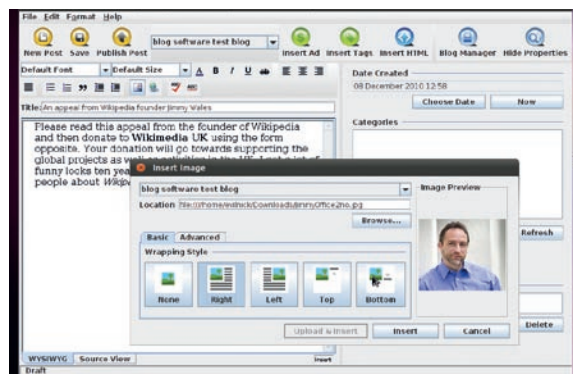 File Edit Format Help
New Post Save Publish Post blog software test blog Insert Ad Insert Tags Insert HTML Blog Manager Hide Properties
Default Font Default Size A B I U ab
Title: An appeal from Wikipedia founder Jimmy Wales
Please read this appeal from the founder of Wikipedia
and then donate to Wikimedia UK using the form
opposite. Your donation will go towards supporting the
global projects as well as activities in the UK. I got a lot of
funny looks ten yea
people about Wikip
Date Created
08 December 2010 12:58
Choose Date Now
Categories
Refresh
Delete
Insert Image
blog software test blog
Location
Browse...
Basic Advanced
Wrapping Style
None Right Left Top Bottom
Image Preview
Upload & Insert Insert Cancel
WYSIWYG Source View Insert
Draft